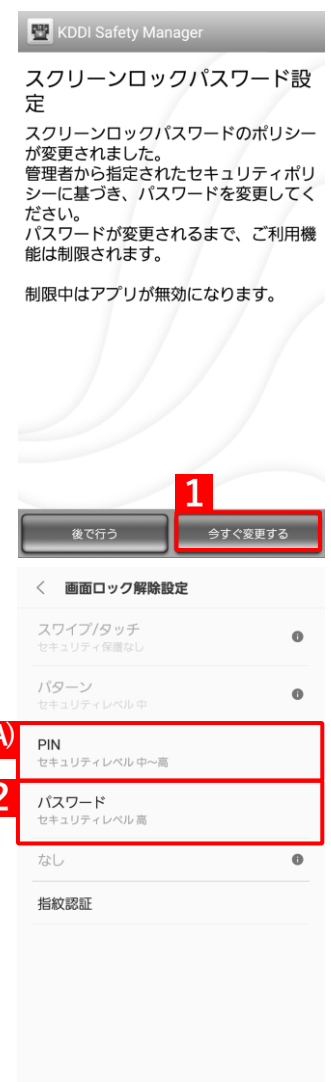 KDDI Safety Manager
スクリーンロックパスワード設
定
スクリーンロックパスワードのポリシー
が変更されました。
管理者から指定されたセキュリティポリ
シーに基づき、パスワードを変更してく
ださい。
パスワードが変更されるまで、ご利用機
能は制限されます。
制限中はアプリが無効になります。
1
後で行う
今すぐ変更する
画面ロック解除設定
スワイプ/タッチ
セキュリティ保護なし
パターン
セキュリティレベル 中
A)
PIN
セキュリティレベル 中～高
2
パスワード
セキュリティレベル 高
なし
指紋認証